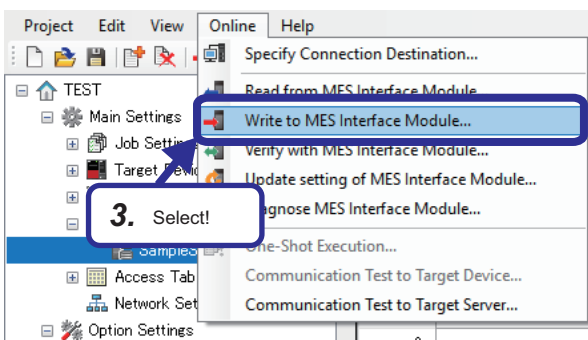 Project Edit View Online Help
Specify Connection Destination...
TEST
Read from MES Interface Module
Main Settings
Write to MES Interface Module...
Job Settings
Verify with MES Interface Module...
Target Device
Update setting of MES Interface Module...
3. Select!
Diagnose MES Interface Module...
SampleS
One-Shot Execution...
Access Tab
Communication Test to Target Device...
Network Set
Communication Test to Target Server...
Option Settings